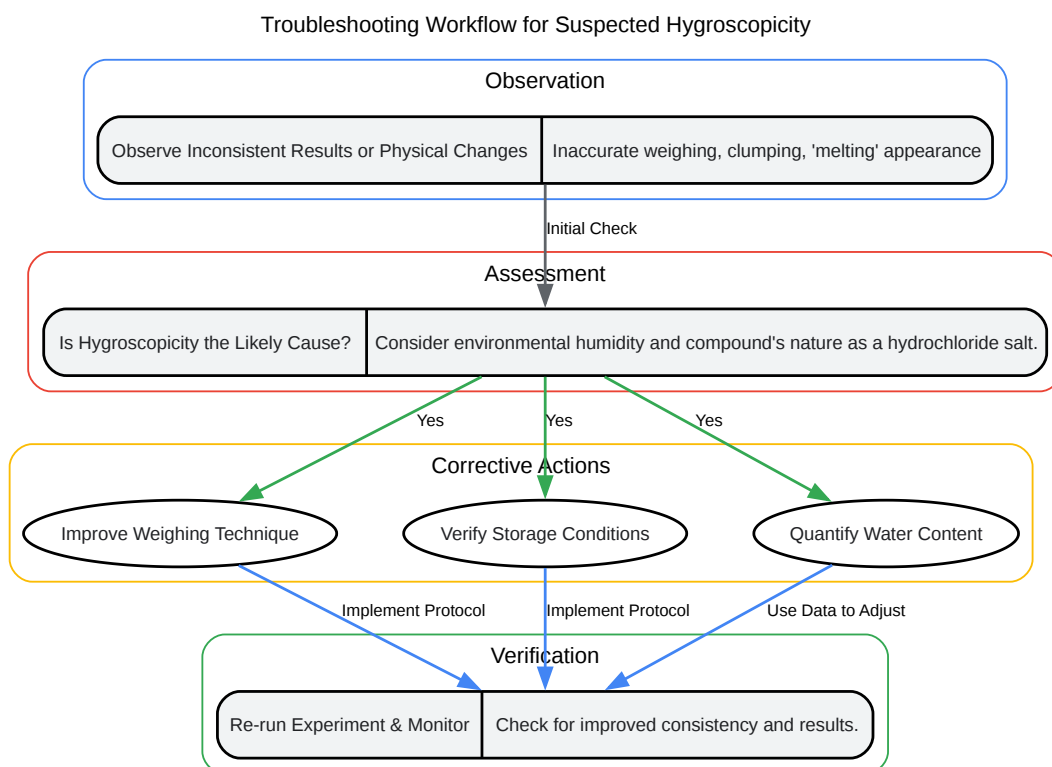 Troubleshooting Workflow for Suspected Hygroscopicity
Observation
Observe Inconsistent Results or Physical Changes
Inaccurate weighing, clumping, 'melting' appearance
Initial Check
Assessment
Is Hygroscopicity the Likely Cause?
Consider environmental humidity and compound's nature as a hydrochloride salt.
Yes
Yes
Yes
Corrective Actions
Improve Weighing Technique
Verify Storage Conditions
Quantify Water Content
Implement Protocol
Implement Protocol
Use Data to Adjust
Verification
Re-run Experiment & Monitor
Check for improved consistency and results.